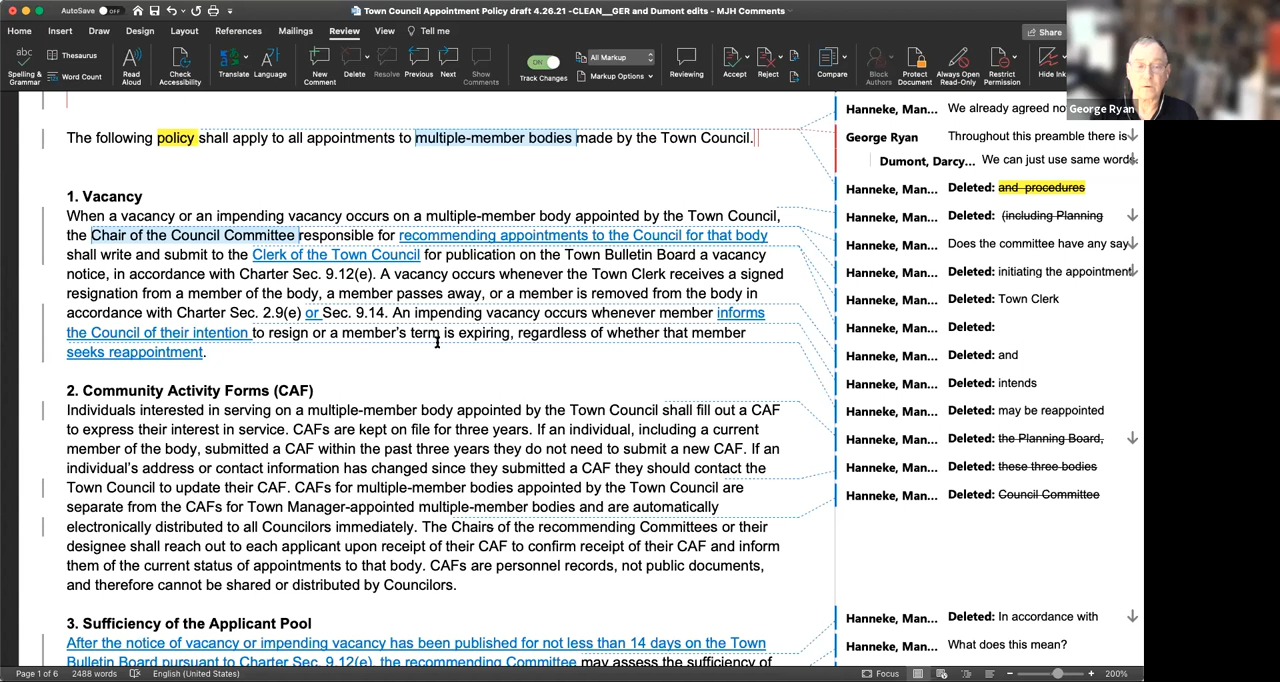 AutoSave OFF
Town Council Appointment Policy draft 4.26.21 -CLEAN__GER and Dumont edits - MJH Comments
Home Insert Draw Design Layout References Mailings Review View Tell me
Share
abc Spelling & Grammar
Thesaurus
Word Count
Read Aloud
Check Accessibility
Translate
Language
New Comment
Delete
Resolve
Previous
Next
Show Comments
ON
Track Changes
All Markup
Markup Options
Reviewing
Accept
Reject
Compare
Block Authors
Protect Document
Always Open Read-Only
Restrict Permission
Hide Ink
George Ryan
The following policy shall apply to all appointments to multiple-member bodies made by the Town Council.
1. Vacancy
When a vacancy or an impending vacancy occurs on a multiple-member body appointed by the Town Council,
the Chair of the Council Committee responsible for recommending appointments to the Council for that body
shall write and submit to the Clerk of the Town Council for publication on the Town Bulletin Board a vacancy
notice, in accordance with Charter Sec. 9.12(e). A vacancy occurs whenever the Town Clerk receives a signed
resignation from a member of the body, a member passes away, or a member is removed from the body in
accordance with Charter Sec. 2.9(e) or Sec. 9.14. An impending vacancy occurs whenever member informs
the Council of their intention to resign or a member's term is expiring, regardless of whether that member
seeks reappointment.
2. Community Activity Forms (CAF)
Individuals interested in serving on a multiple-member body appointed by the Town Council shall fill out a CAF
to express their interest in service. CAFs are kept on file for three years. If an individual, including a current
member of the body, submitted a CAF within the past three years they do not need to submit a new CAF. If an
individual's address or contact information has changed since they submitted a CAF they should contact the
Town Council to update their CAF. CAFs for multiple-member bodies appointed by the Town Council are
separate from the CAFs for Town Manager-appointed multiple-member bodies and are automatically
electronically distributed to all Councilors immediately. The Chairs of the recommending Committees or their
designee shall reach out to each applicant upon receipt of their CAF to confirm receipt of their CAF and inform
them of the current status of appointments to that body. CAFs are personnel records, not public documents,
and therefore cannot be shared or distributed by Councilors.
3. Sufficiency of the Applicant Pool
After the notice of vacancy or impending vacancy has been published for not less than 14 days on the Town
Bulletin Board pursuant to Charter Sec. 9.12(e), the recommending Committee may assess the sufficiency of
Hanneke, Man... We already agreed no
George Ryan Throughout this preamble there is
Dumont, Darcy... We can just use same word
Hanneke, Man... Deleted: and procedures
Hanneke, Man... Deleted: (including Planning
Hanneke, Man... Does the committee have any say
Hanneke, Man... Deleted: initiating the appointment
Hanneke, Man... Deleted: Town Clerk
Hanneke, Man... Deleted:
Hanneke, Man... Deleted: and
Hanneke, Man... Deleted: intends
Hanneke, Man... Deleted: may be reappointed
Hanneke, Man... Deleted: the Planning Board,
Hanneke, Man... Deleted: these three bodies
Hanneke, Man... Deleted: Council Committee
Hanneke, Man... Deleted: In accordance with
Hanneke, Man... What does this mean?
Page 1 of 6 2488 words English (United States)
Focus
200%